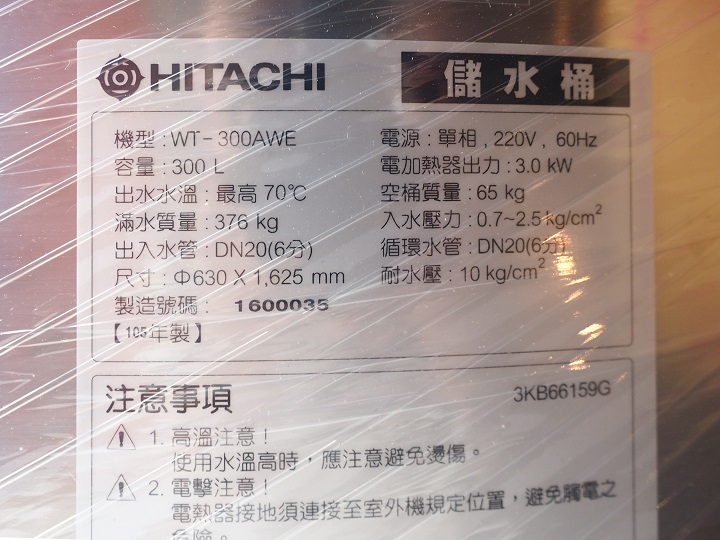 HITACHI 儲水桶
機型 : WT-300AWE 電源 : 單相 , 220V , 60Hz
容量 : 300 L 電加熱器出力 : 3.0 kW
出水水溫 : 最高 70℃ 空桶質量 : 65 kg
滿水質量 : 376 kg 入水壓力 : 0.7~2.5 kg/cm²
出入水管 : DN20(6分) 循環水管 : DN20(6分)
尺寸 : Φ630 X 1,625 mm 耐水壓 : 10 kg/cm²
製造號碼 : 1600035
【105年製】
注意事項 3KB66159G
1. 高溫注意！
使用水溫高時，應注意避免燙傷。
2. 電擊注意！
電熱器接地須連接至室外機規定位置，避免觸電之
危險。